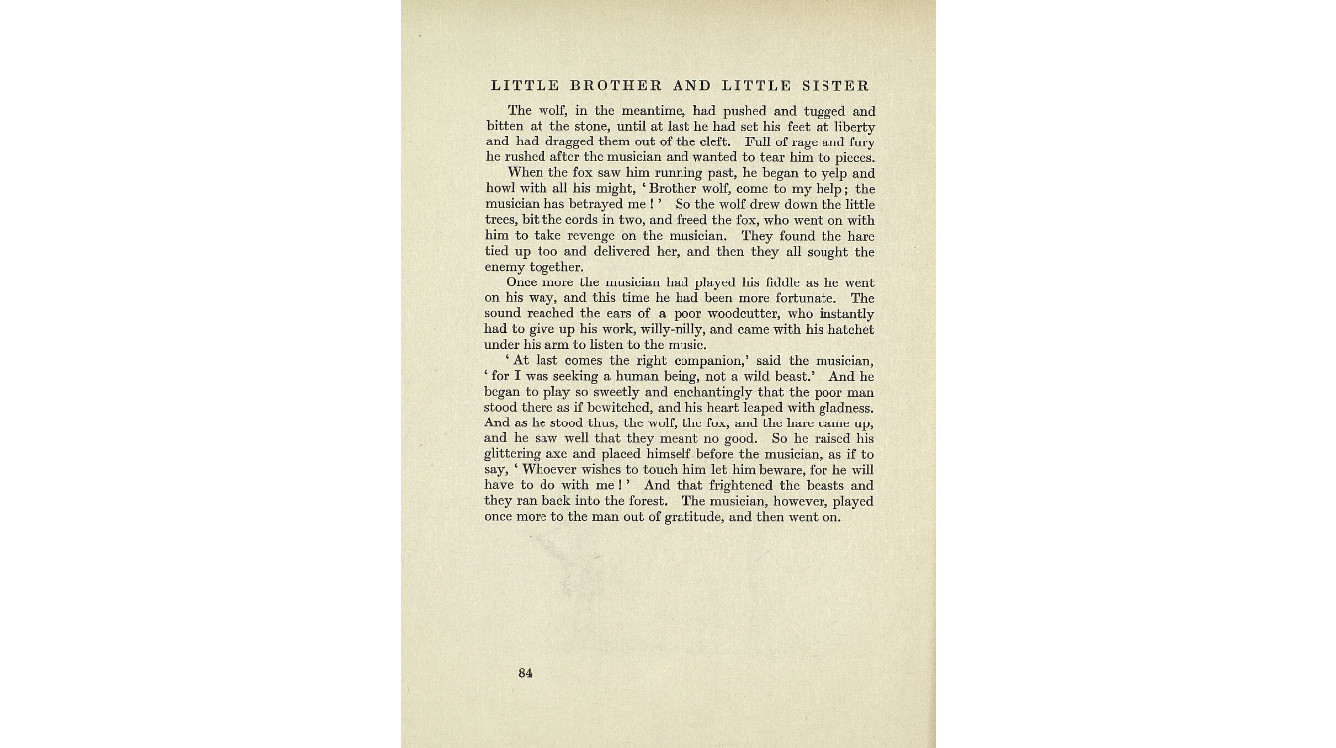 LITTLE BROTHER AND LITTLE SISTER
The wolf, in the meantime, had pushed and tugged and
bitten at the stone, until at last he had set his feet at liberty
and had dragged them out of the cleft. Full of rage and fury
he rushed after the musician and wanted to tear him to pieces.
When the fox saw him running past, he began to yelp and
howl with all his might, ‘ Brother wolf, come to my help ; the
musician has betrayed me ! ’ So the wolf drew down the little
trees, bit the cords in two, and freed the fox, who went on with
him to take revenge on the musician. They found the hare
tied up too and delivered her, and then they all sought the
enemy together.
Once more the musician had played his fiddle as he went
on his way, and this time he had been more fortunate. The
sound reached the ears of a poor woodcutter, who instantly
had to give up his work, willy-nilly, and came with his hatchet
under his arm to listen to the music.
‘ At last comes the right companion,’ said the musician,
‘ for I was seeking a human being, not a wild beast.’ And he
began to play so sweetly and enchantingly that the poor man
stood there as if bewitched, and his heart leaped with gladness.
And as he stood thus, the wolf, the fox, and the hare came up,
and he saw well that they meant no good. So he raised his
glittering axe and placed himself before the musician, as if to
say, ‘ Whoever wishes to touch him let him beware, for he will
have to do with me ! ’ And that frightened the beasts and
they ran back into the forest. The musician, however, played
once more to the man out of gratitude, and then went on.
84